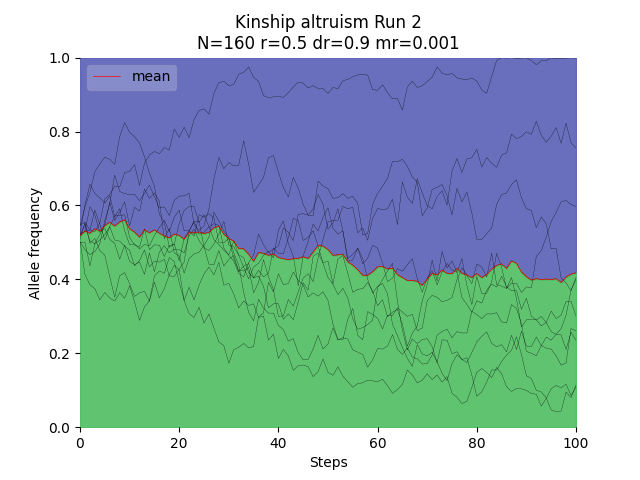 Kinship altruism Run 2
N=160 r=0.5 dr=0.9 mr=0.001
mean
Allele frequency
1.0
0.8
0.6
0.4
0.2
0.0
0 20 40 60 80 100
Steps